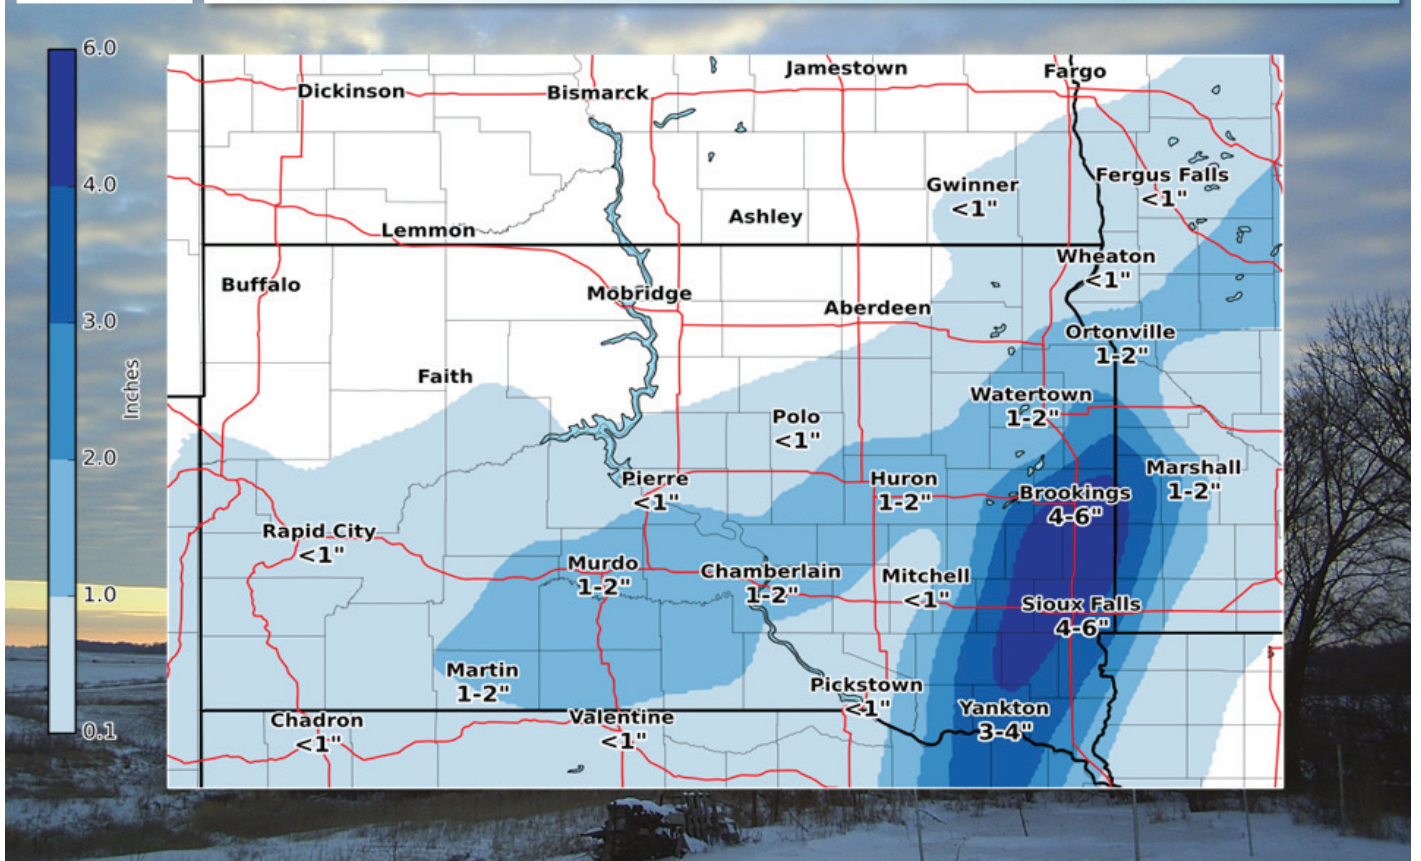 6.0
4.0
3.0
2.0
1.0
0.1
Inches
Jamestown
Fargo
Dickinson
Bismarck
Gwinner
<1"
Fergus Falls
<1"
Ashley
Lemmon
Wheaton
<1"
Buffalo
Mobridge
Aberdeen
Ortonville
1-2"
Faith
Watertown
1-2"
Polo
<1"
Marshall
1-2"
Pierre
<1"
Huron
1-2"
Brookings
4-6"
Rapid City
<1"
Murdo
1-2"
Chamberlain
1-2"
Mitchell
<1"
Sioux Falls
4-6"
Martin
1-2"
Pickstown
<1"
Yankton
3-4"
Chadron
<1"
Valentine
<1"